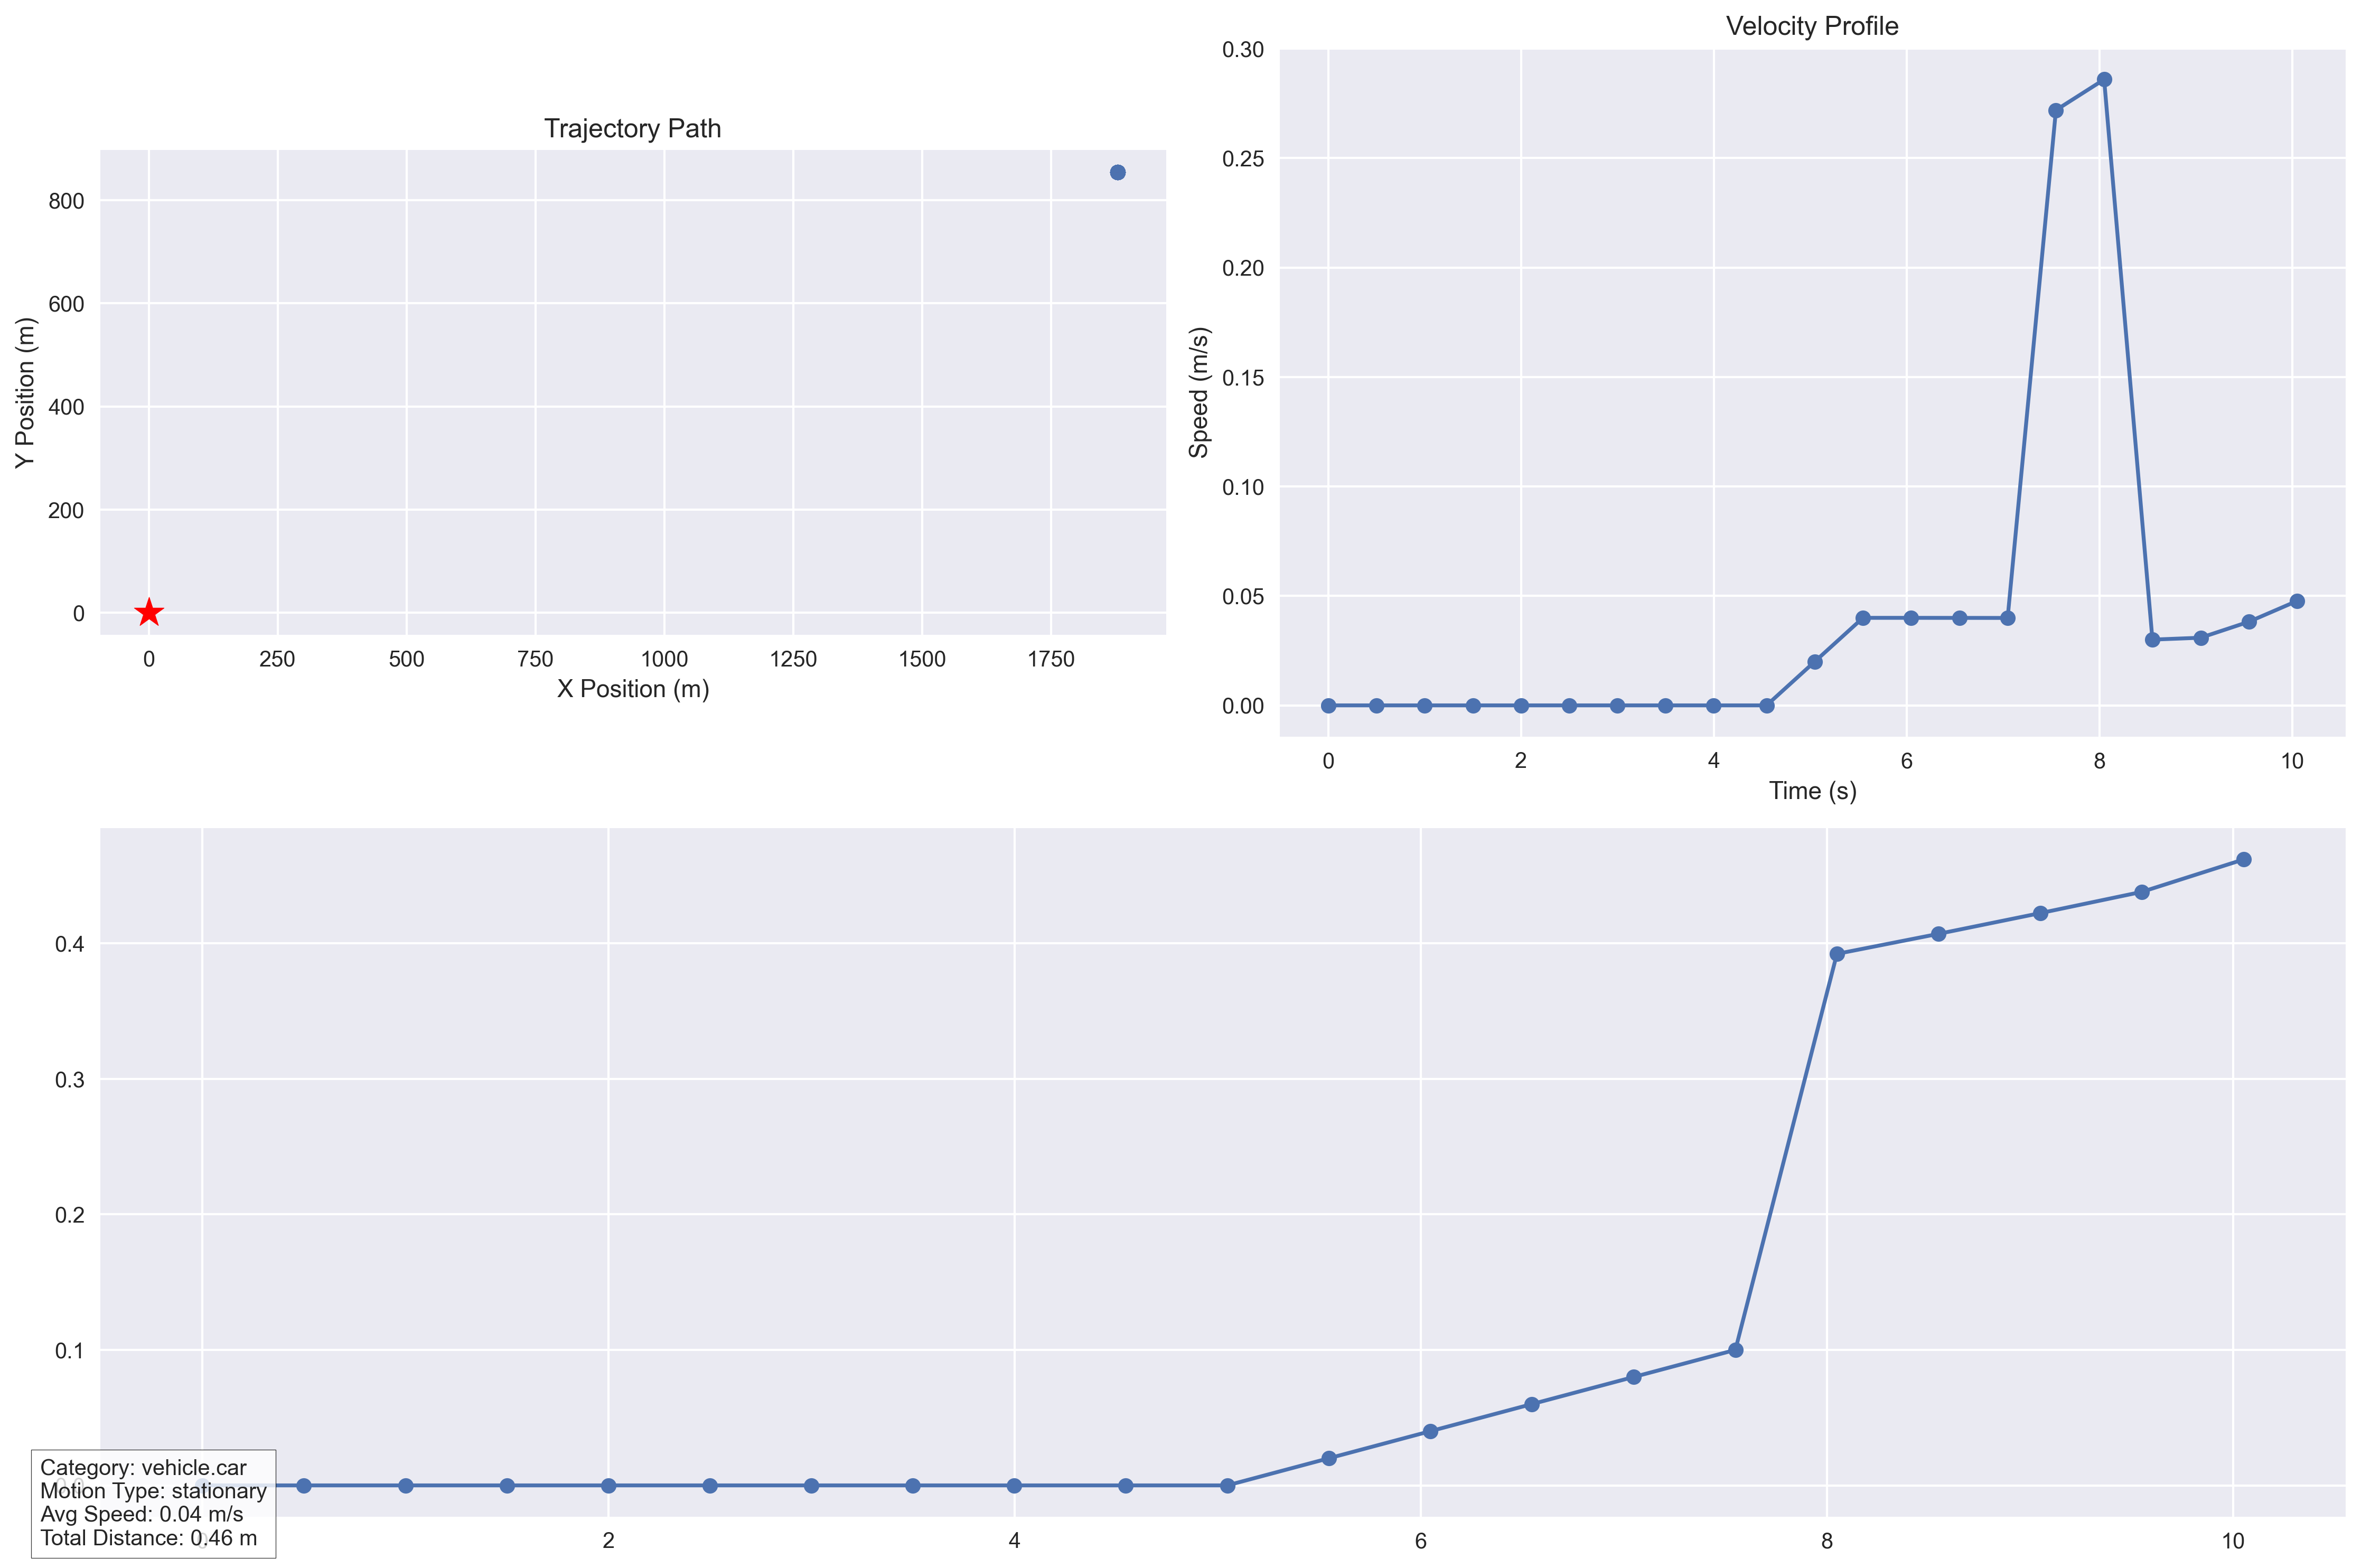 Trajectory Path
800
600
400
200
0
Y Position (m)
0 250 500 750 1000 1250 1500 1750
X Position (m)
Velocity Profile
0.30
0.25
0.20
0.15
0.10
0.05
0.00
Speed (m/s)
0 2 4 6 8 10
Time (s)
0.4
0.3
0.2
0.1
0.0
0 2 4 6 8 10
Category: vehicle.car
Motion Type: stationary
Avg Speed: 0.04 m/s
Total Distance: 0.46 m